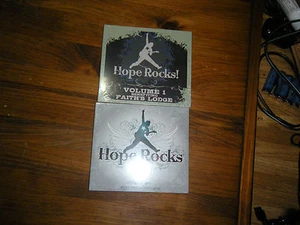 Hope Rocks!
VOLUME 1
FAITH'S LODGE
Hope Rocks